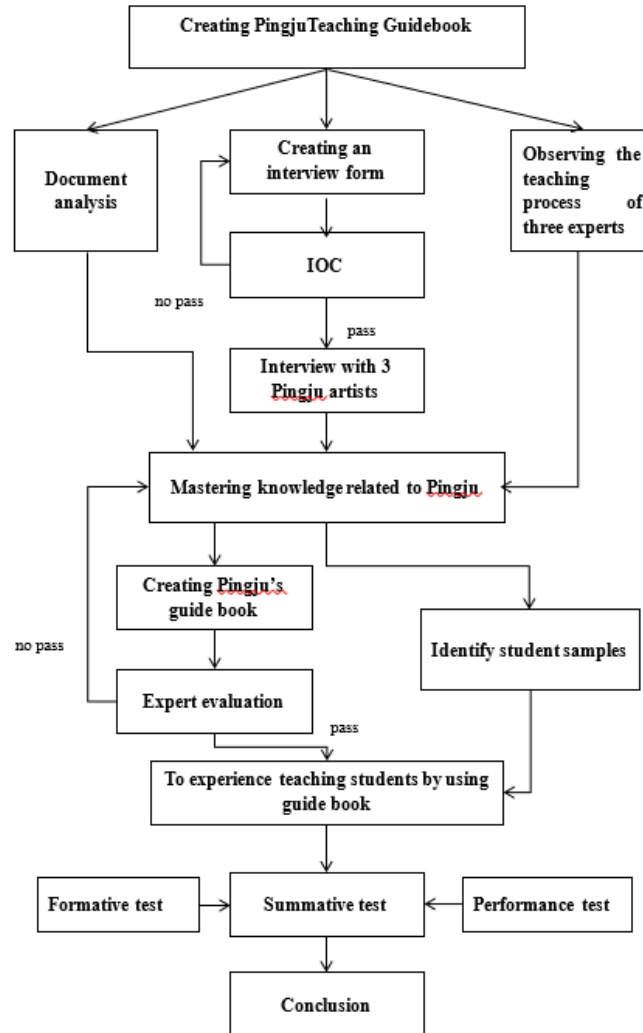 Creating PingjuTeaching Guidebook
Document
analysis
Creating an
interview form
Observing the
teaching
process of
three experts
IOC
no pass
pass
Interview with 3
Pingju artists
Mastering knowledge related to Pingju
Creating Pingju's
guide book
no pass
Identify student samples
Expert evaluation
pass
To experience teaching students by using
guide book
Formative test
Summative test
Performance test
Conclusion